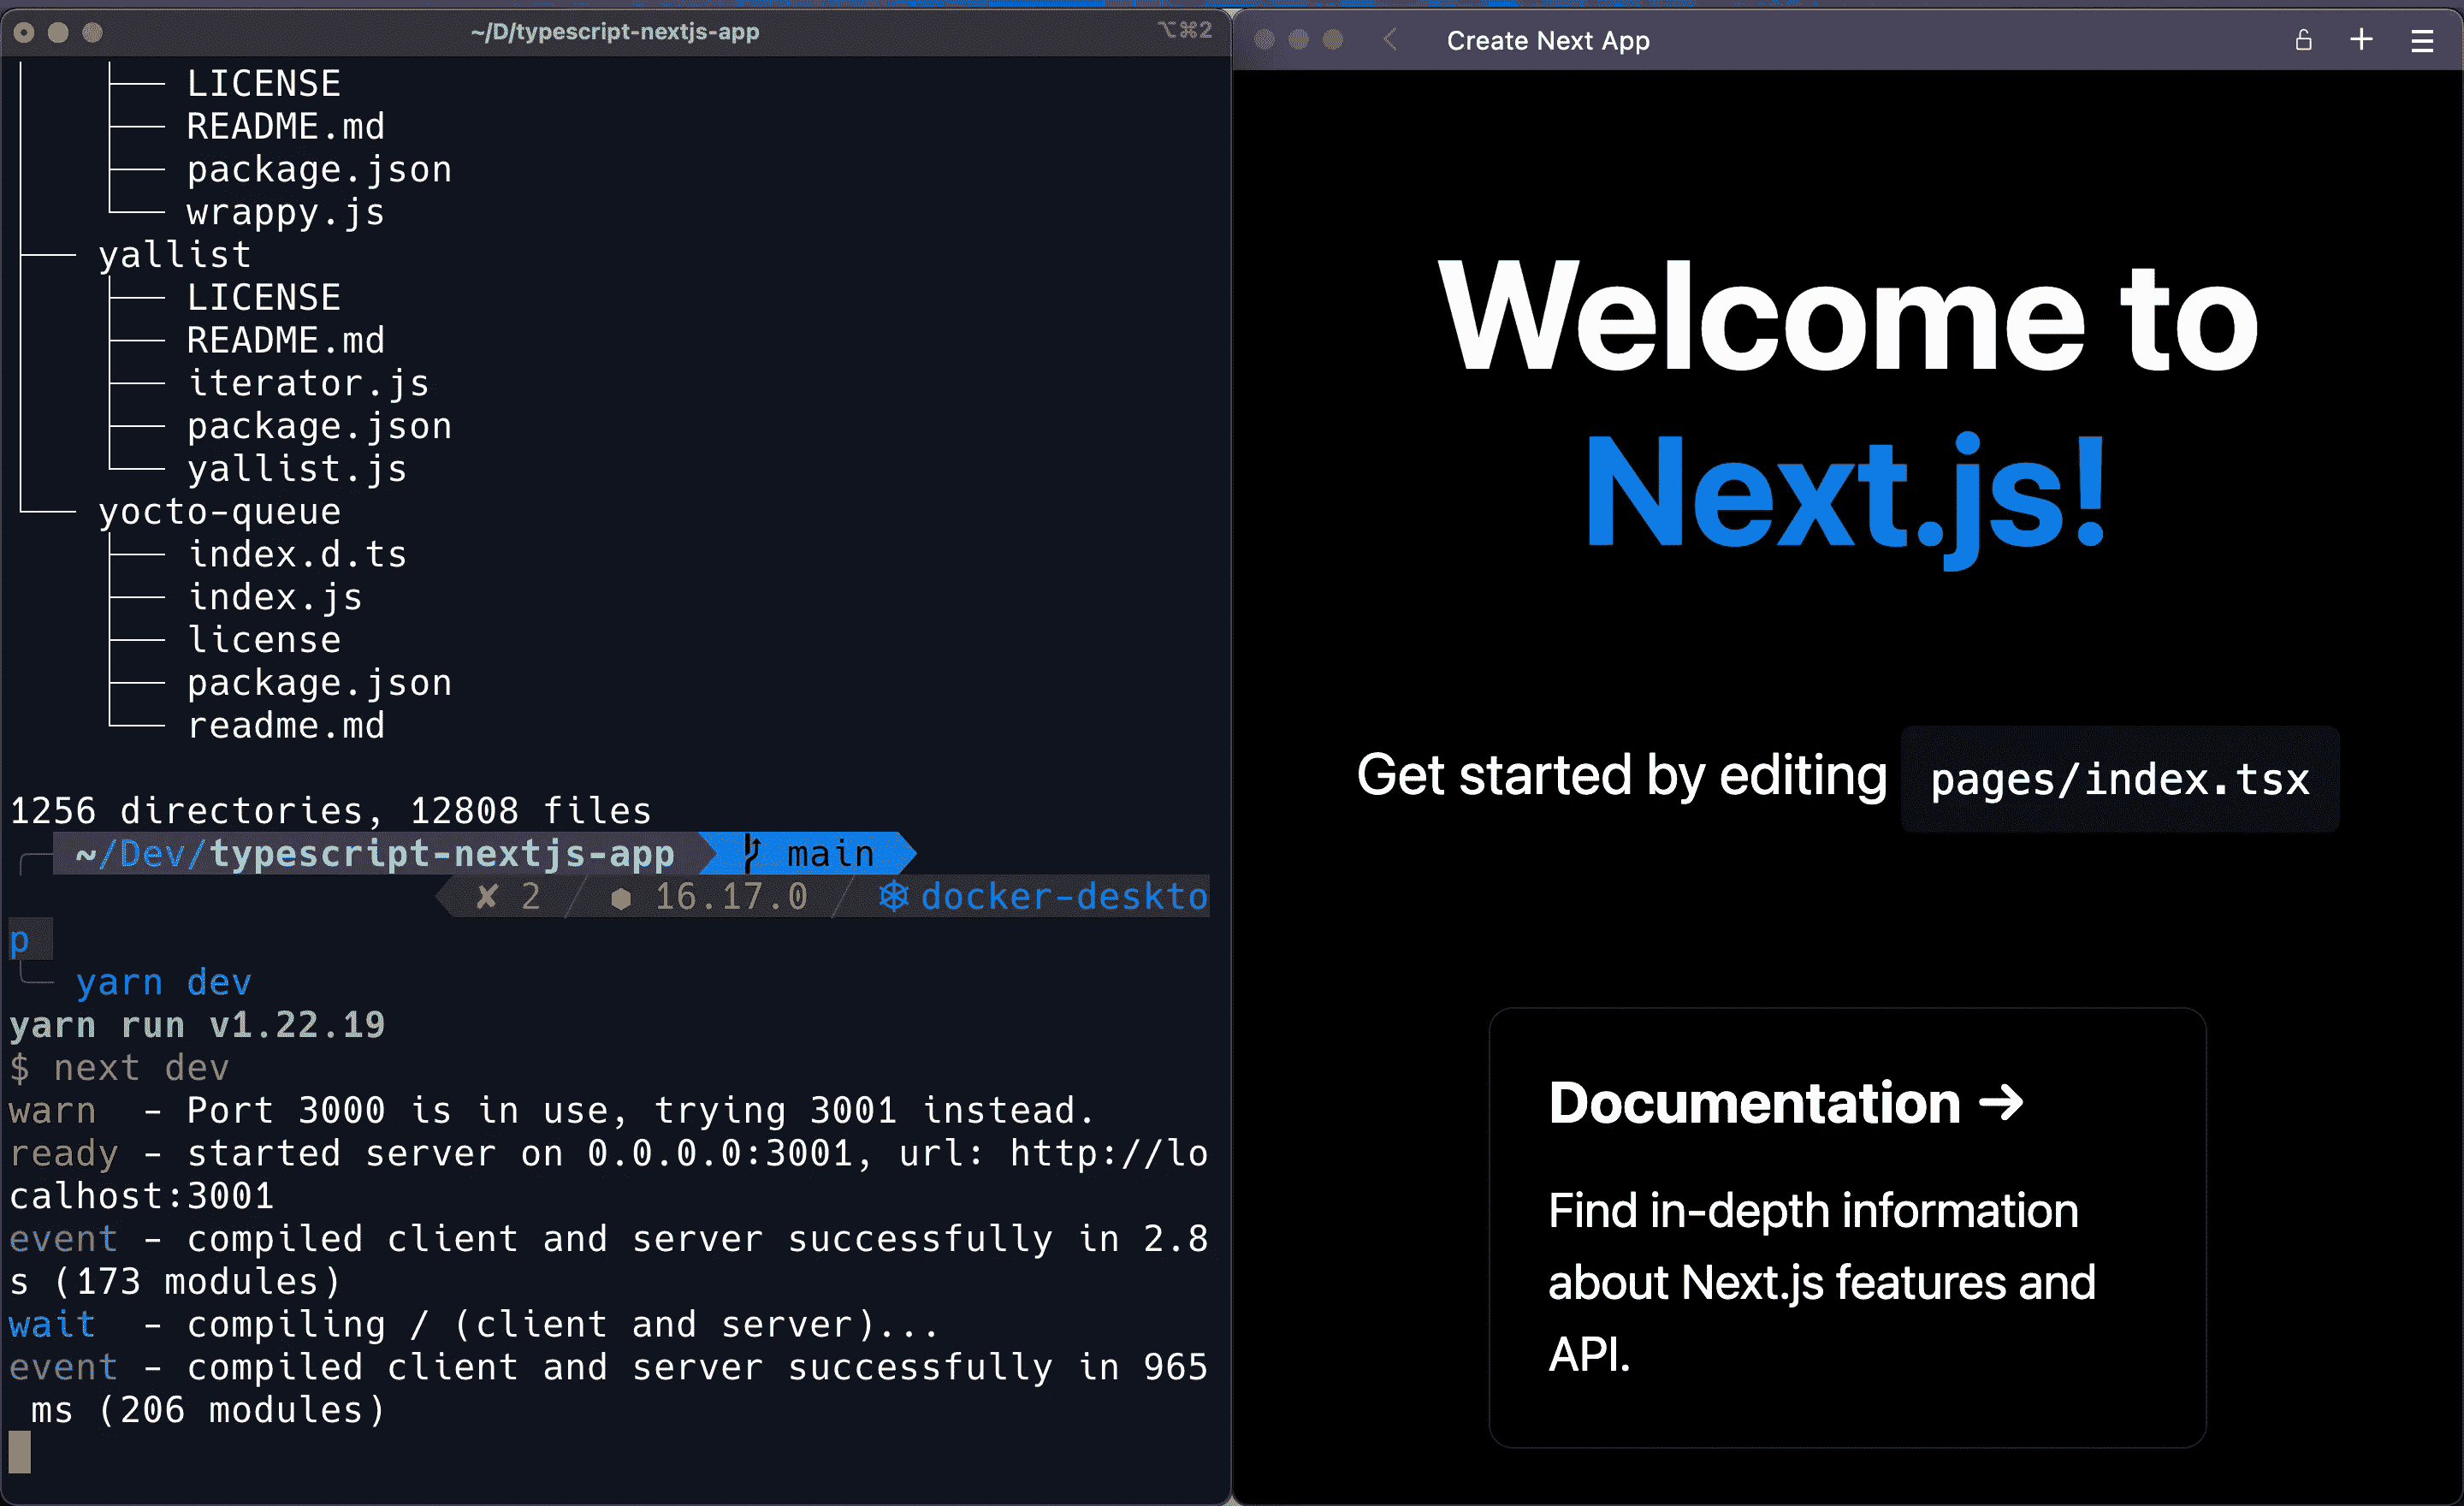 ~/D/typescript-nextjs-app
⌥⌘2
LICENSE
README.md
package.json
wrappy.js
yallist
LICENSE
README.md
iterator.js
package.json
yallist.js
yocto-queue
index.d.ts
index.js
license
package.json
readme.md
1256 directories, 12808 files
~/Dev/typescript-nextjs-app main
✘ 2 ⬢ 16.17.0 docker-deskto
p
yarn dev
yarn run v1.22.19
$ next dev
warn  - Port 3000 is in use, trying 3001 instead.
ready - started server on 0.0.0.0:3001, url: http://lo
calhost:3001
event - compiled client and server successfully in 2.8
s (173 modules)
wait  - compiling / (client and server)...
event - compiled client and server successfully in 965
ms (206 modules)
Create Next App
Welcome to
Next.js!
Get started by editing pages/index.tsx
Documentation →
Find in-depth information
about Next.js features and
API.